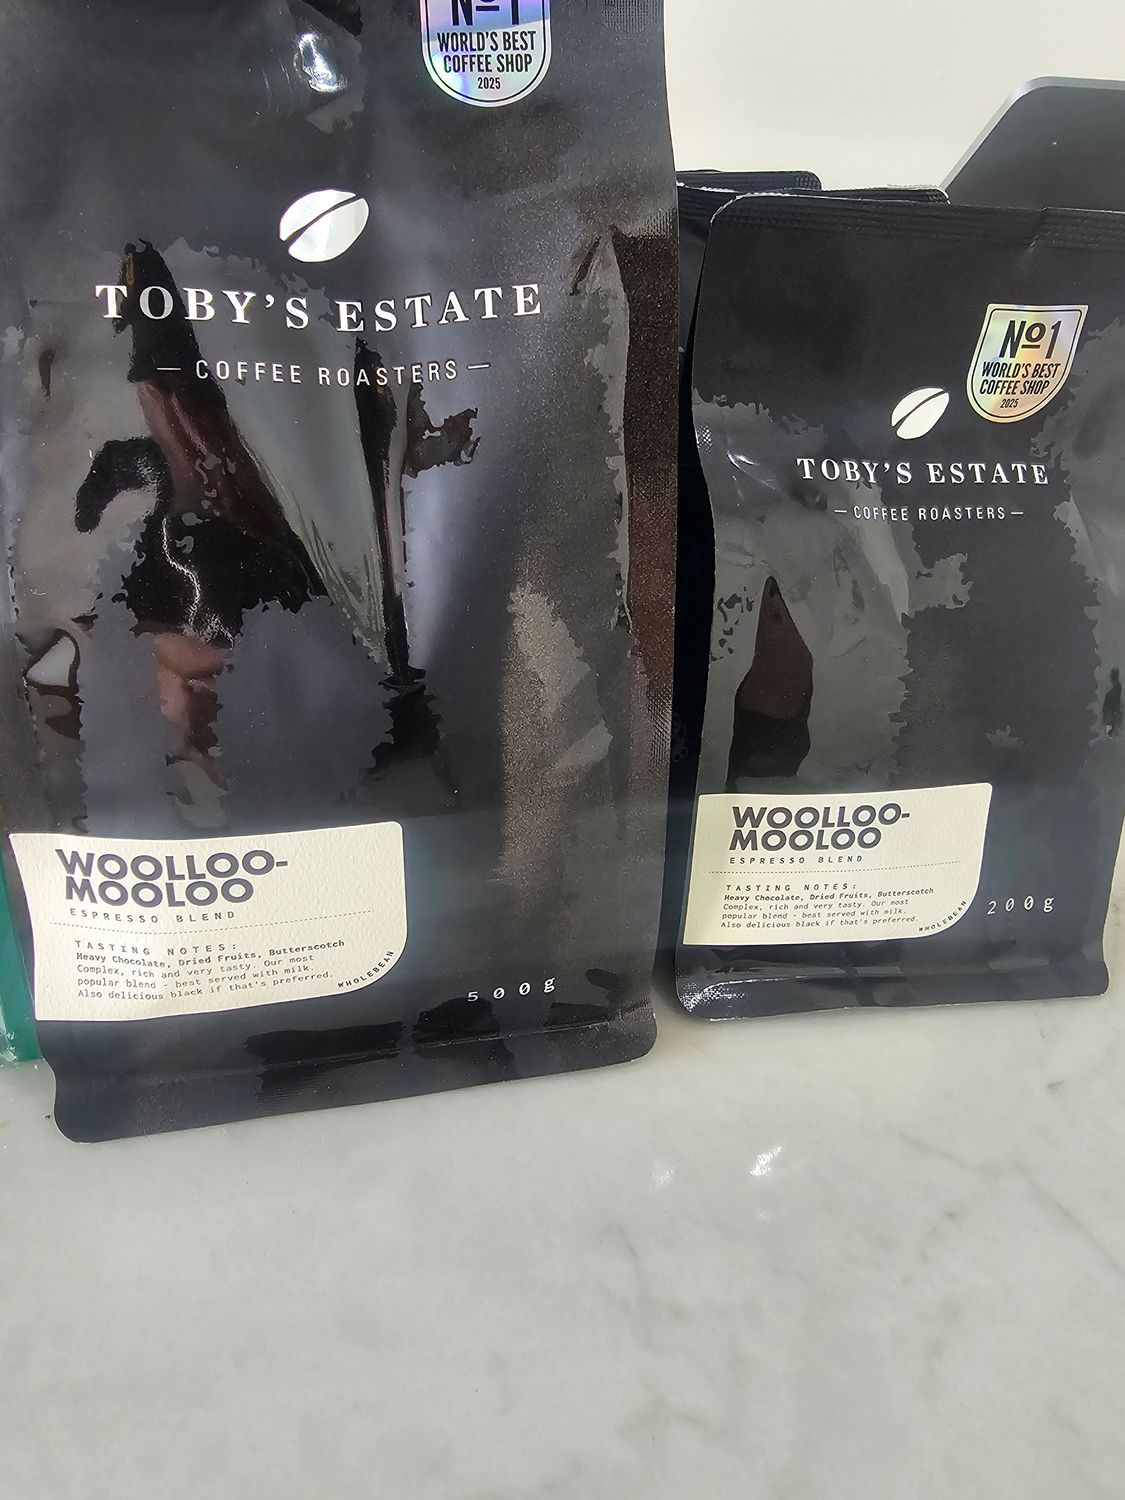 No1
WORLD'S BEST
COFFEE SHOP
2025
TOBY'S ESTATE
— COFFEE ROASTERS —
WOOLLOO-
MOOLOO
ESPRESSO BLEND
TASTING NOTES:
Heavy Chocolate, Dried Fruits, Butterscotch
Complex, rich and very tasty. Our most
popular blend - best served with milk.
Also delicious black if that's preferred.
WHOLEBEAN
500g
No1
WORLD'S BEST
COFFEE SHOP
2025
TOBY'S ESTATE
— COFFEE ROASTERS —
WOOLLOO-
MOOLOO
ESPRESSO BLEND
TASTING NOTES:
Heavy Chocolate, Dried Fruits, Butterscotch
Complex, rich and very tasty. Our most
popular blend - best served with milk.
Also delicious black if that's preferred.
WHOLEBEAN
200g